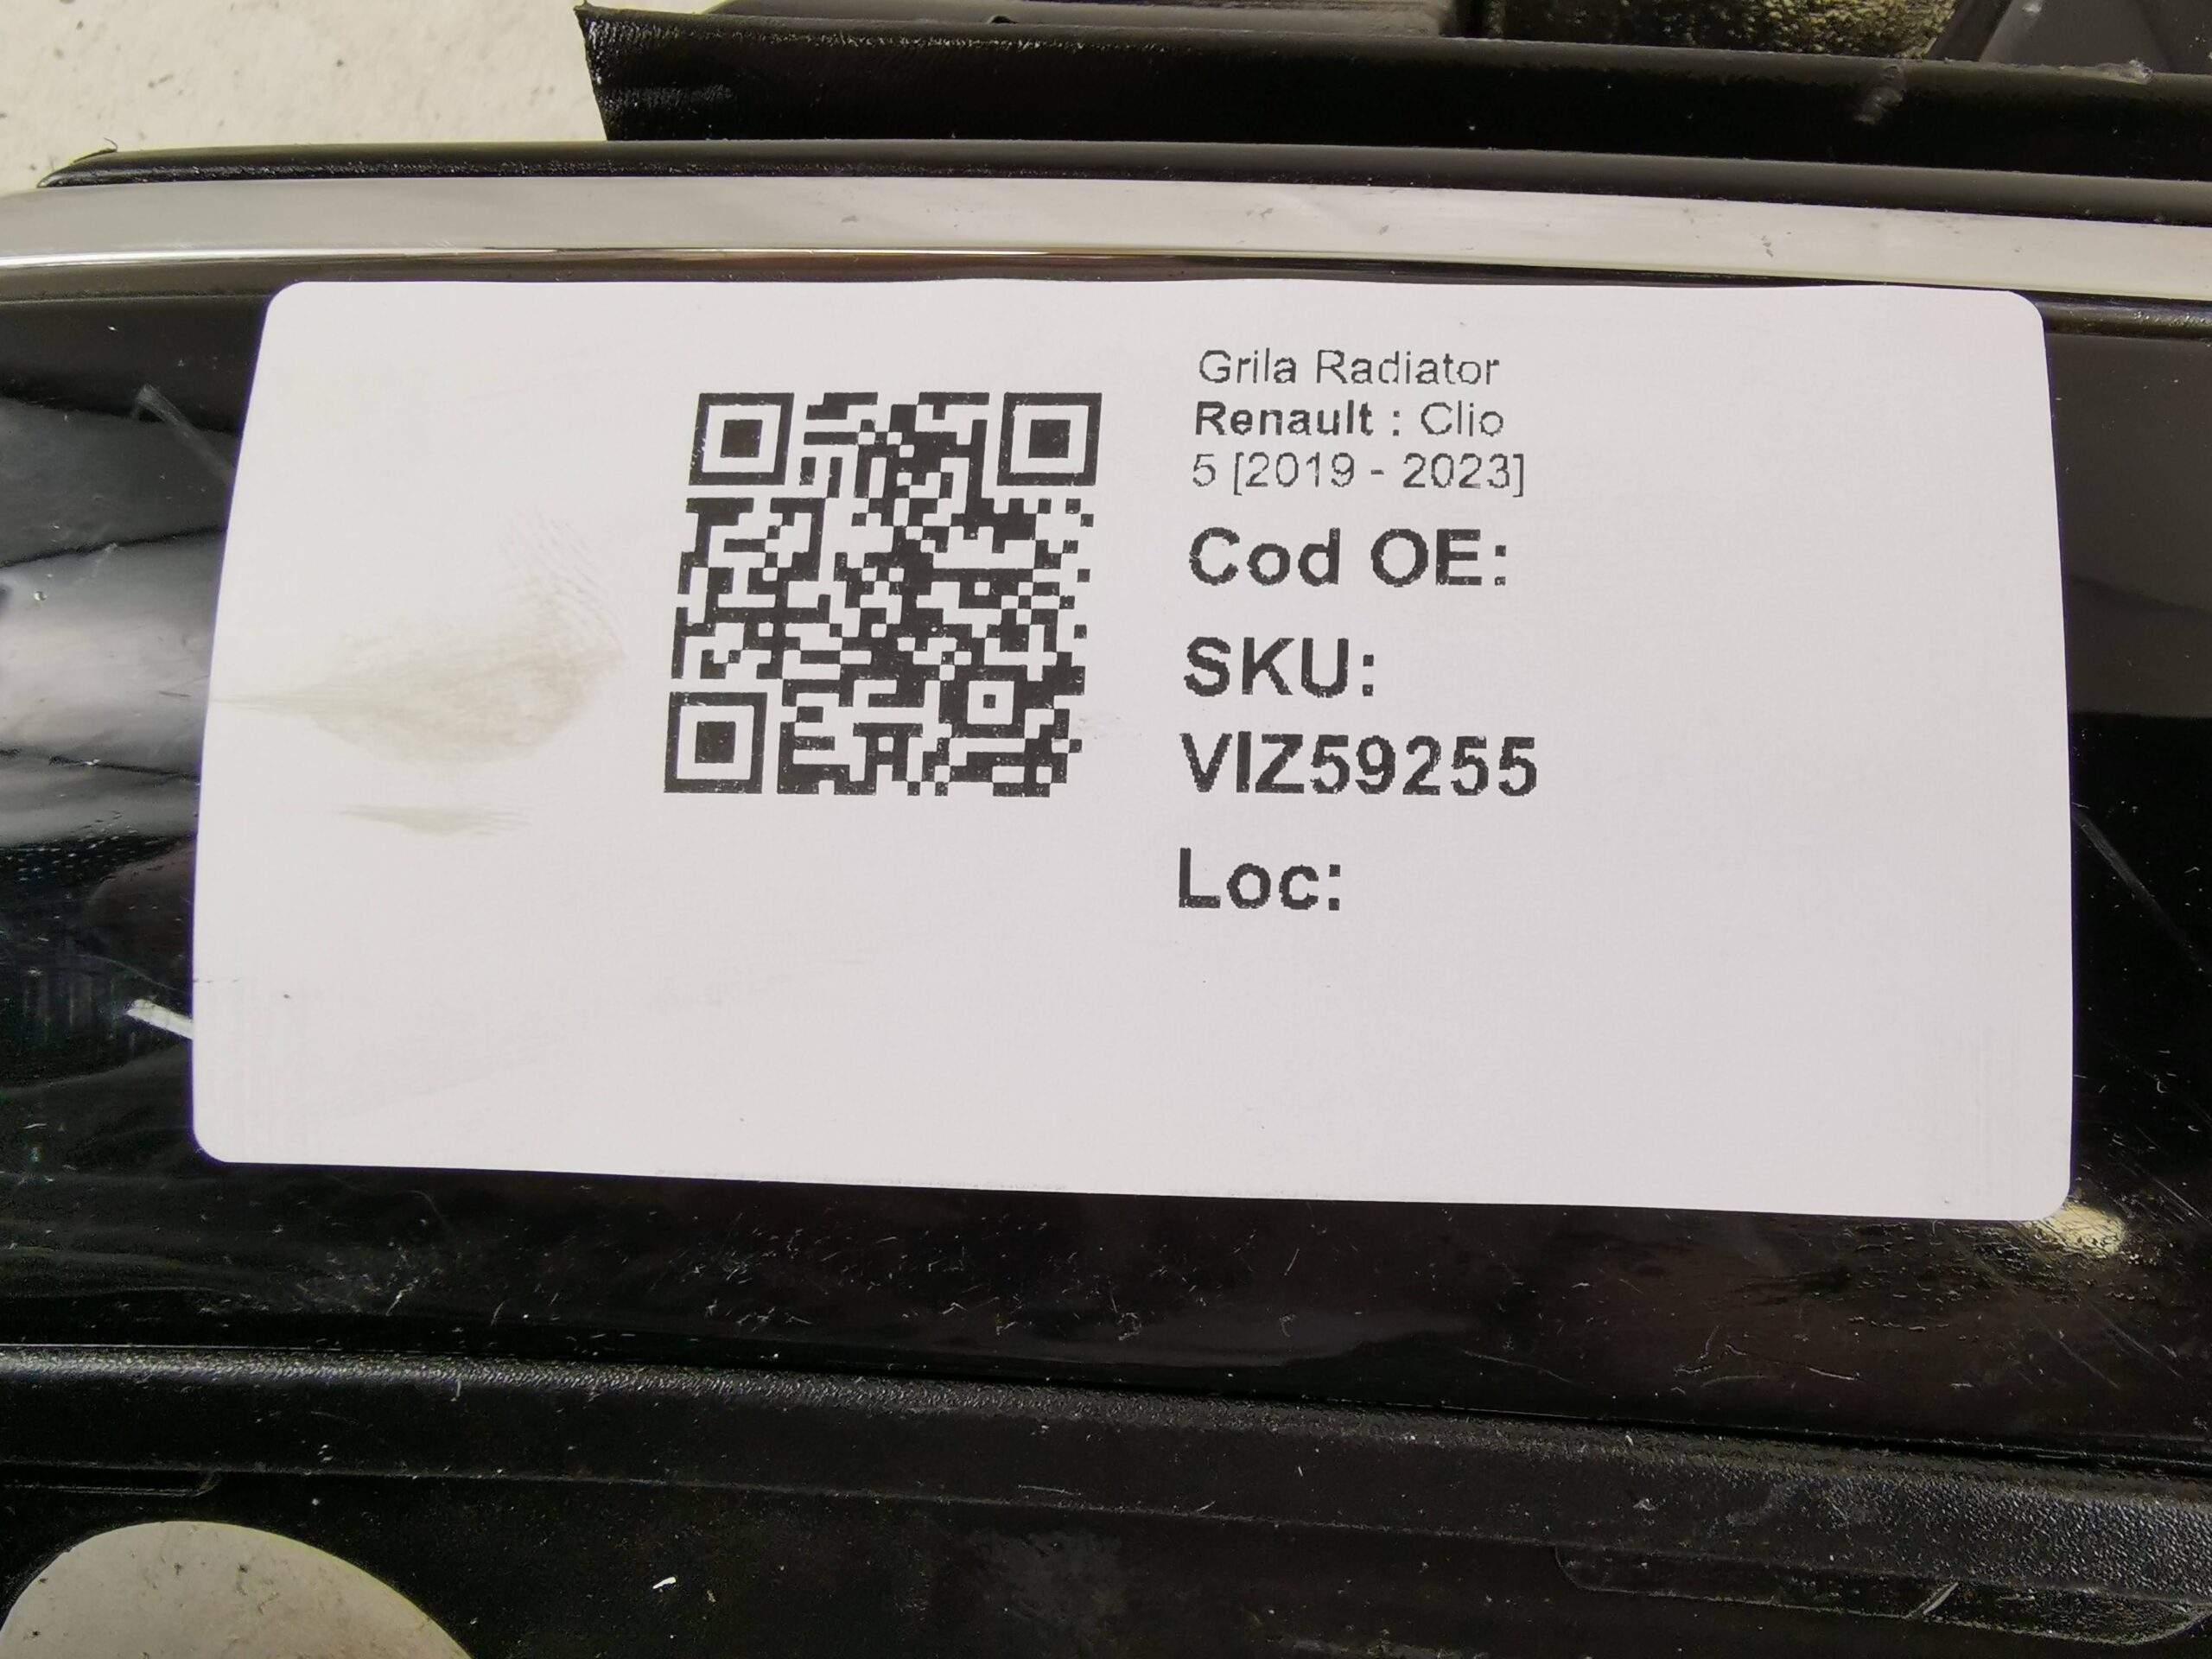 Grila Radiator
Renault : Clio
5 [2019 - 2023]
Cod OE:
SKU:
VIZ59255
Loc: